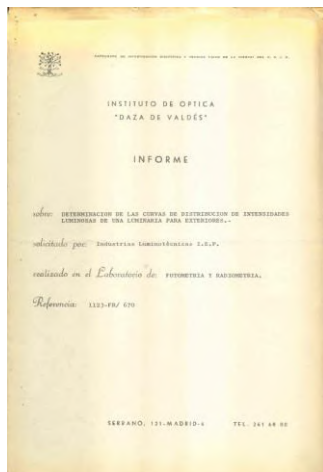 INSTITUTO DE OPTICA
"DAZA DE VALDÉS"
INFORME
sobre: DETERMINACION DE LAS CURVAS DE DISTRIBUCION DE INTENSIDADES
LUMINOSAS DE UNA LUMINARIA PARA EXTERIORES.-
solicitado por: Industrias Luminotécnicas I.E.P.
realizado en el Laboratorio de: FOTOMETRIA Y RADIOMETRIA.
Referencia: 1123-FR/ 670
SERRANO, 121-MADRID-6 TEL. 261 68 00